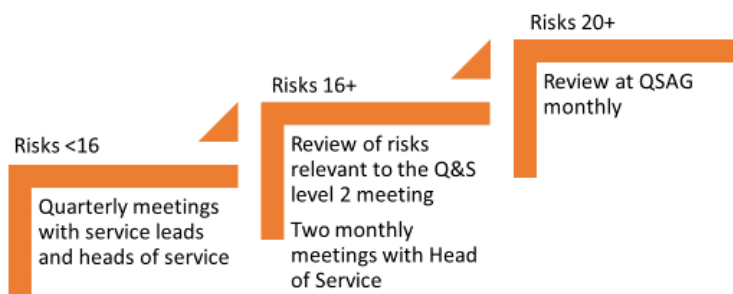 Risks <16
Quarterly meetings
with service leads
and heads of service
Risks 16+
Review of risks
relevant to the Q&S
level 2 meeting
Two monthly
meetings with Head
of Service
Risks 20+
Review at QSAG
monthly